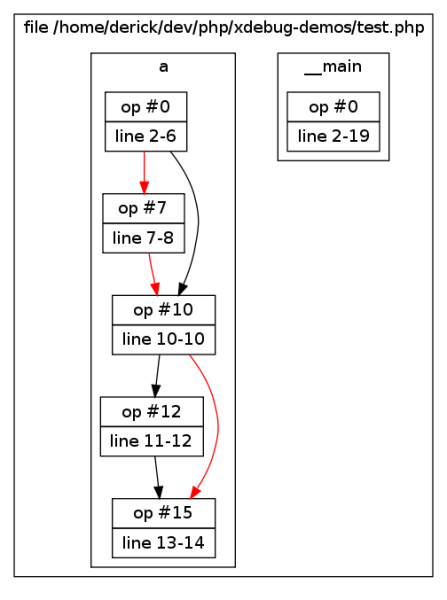 file /home/derick/dev/php/xdebug-demos/test.php
a
op #0
line 2-6
op #7
line 7-8
op #10
line 10-10
op #12
line 11-12
op #15
line 13-14
__main
op #0
line 2-19